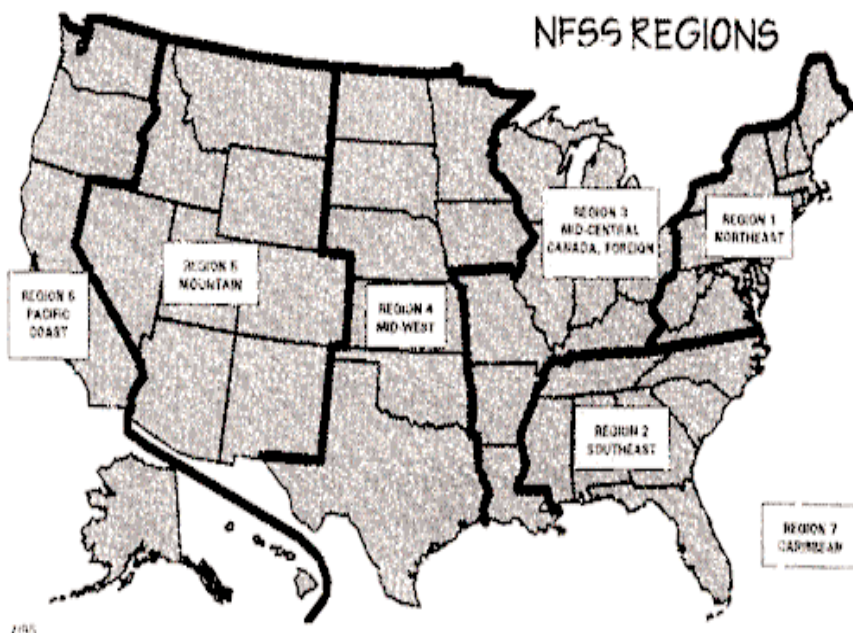 NFSS REGIONS
REGION 3
MID-CENTRAL
CANADA, FOREIGN
REGION 1
NORTHEAST
REGION 5
MOUNTAIN
REGION 6
PACIFIC
COAST
REGION 4
MID-WEST
REGION 2
SOUTHEAST
REGION 7
CARIBBEAN